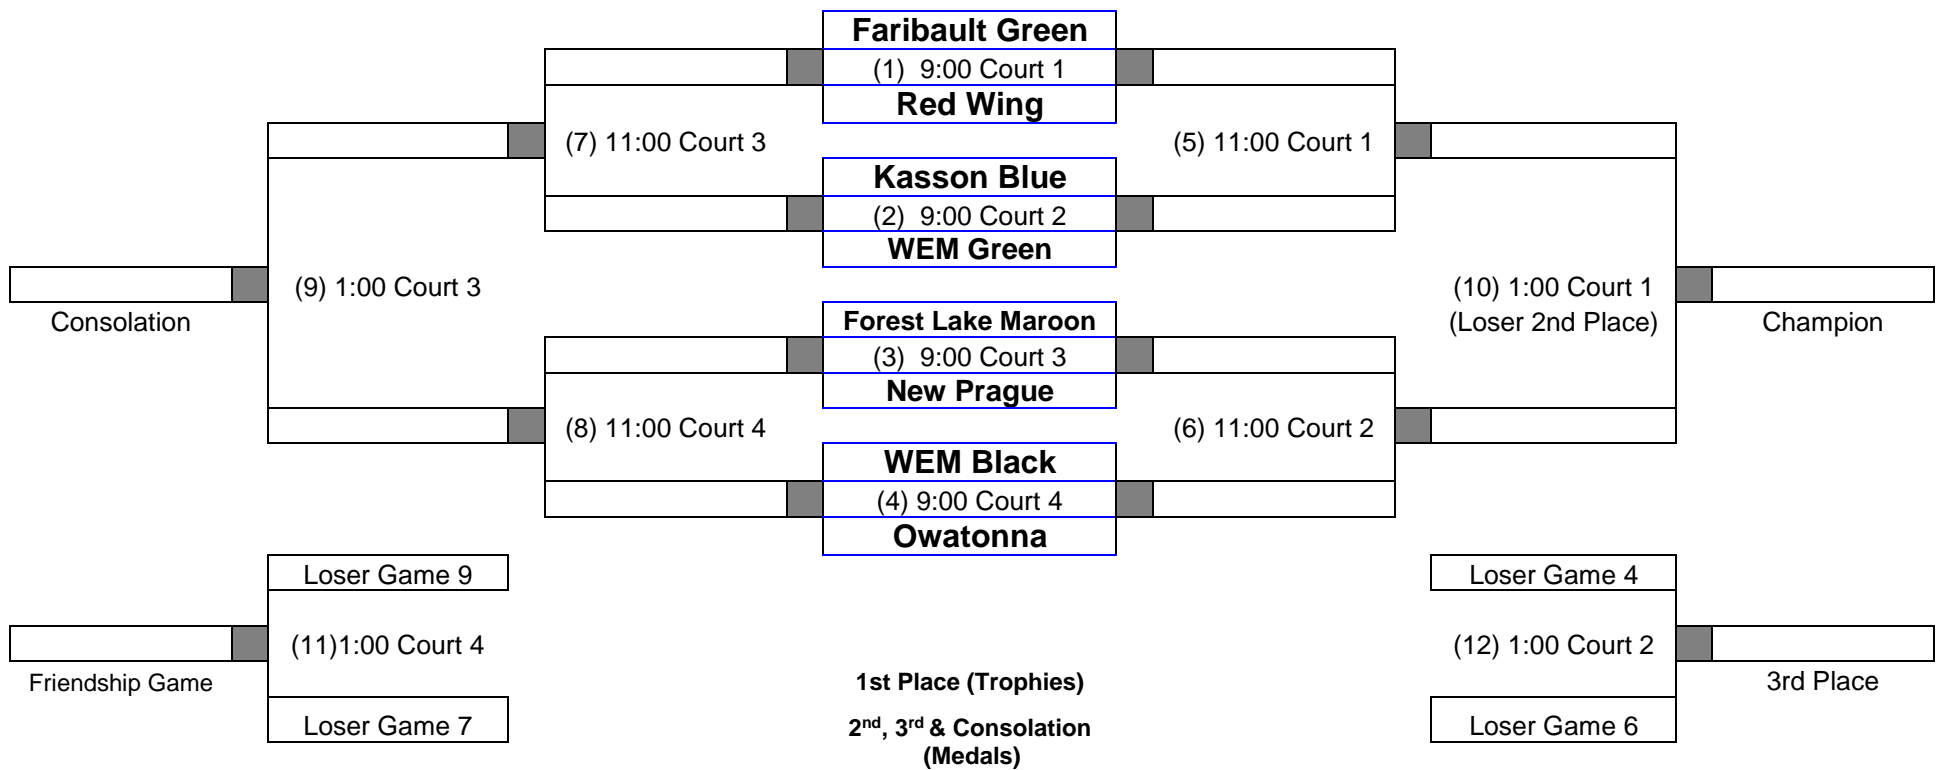 Faribault Green
(1) 9:00 Court 1
Red Wing
(7) 11:00 Court 3
(5) 11:00 Court 1
Kasson Blue
(2) 9:00 Court 2
WEM Green
(9) 1:00 Court 3
(10) 1:00 Court 1
Consolation
Forest Lake Maroon
(Loser 2nd Place)
Champion
(3) 9:00 Court 3
New Prague
(8) 11:00 Court 4
(6) 11:00 Court 2
WEM Black
(4) 9:00 Court 4
Owatonna
Loser Game 9
Loser Game 4
(11)1:00 Court 4
(12) 1:00 Court 2
Friendship Game
1st Place (Trophies)
3rd Place
Loser Game 7
2nd, 3rd & Consolation
Loser Game 6
(Medals)